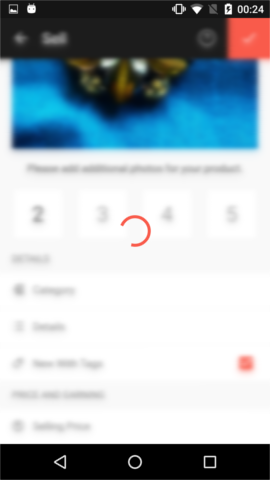 00:24
Sell
Please add additional photos for your product.
2 3 4 5
DETAILS
Category
Details
New With Tags
PRICE AND EARNING
Selling Price